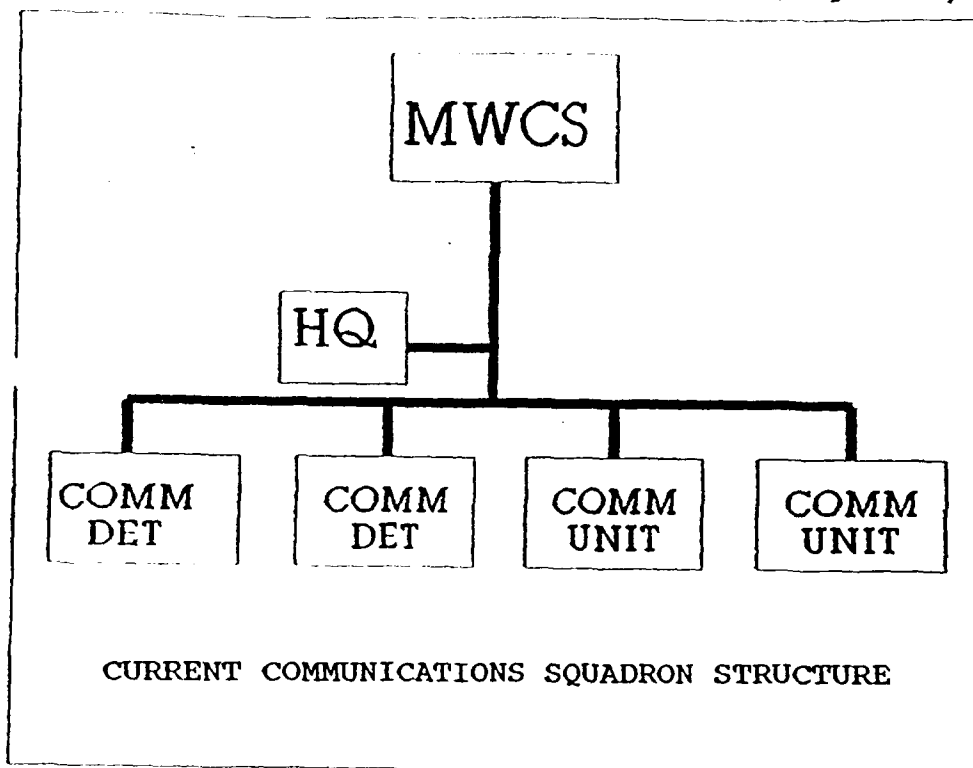 MWCS
HQ
COMM
DET
COMM
DET
COMM
UNIT
COMM
UNIT
CURRENT COMMUNICATIONS SQUADRON STRUCTURE